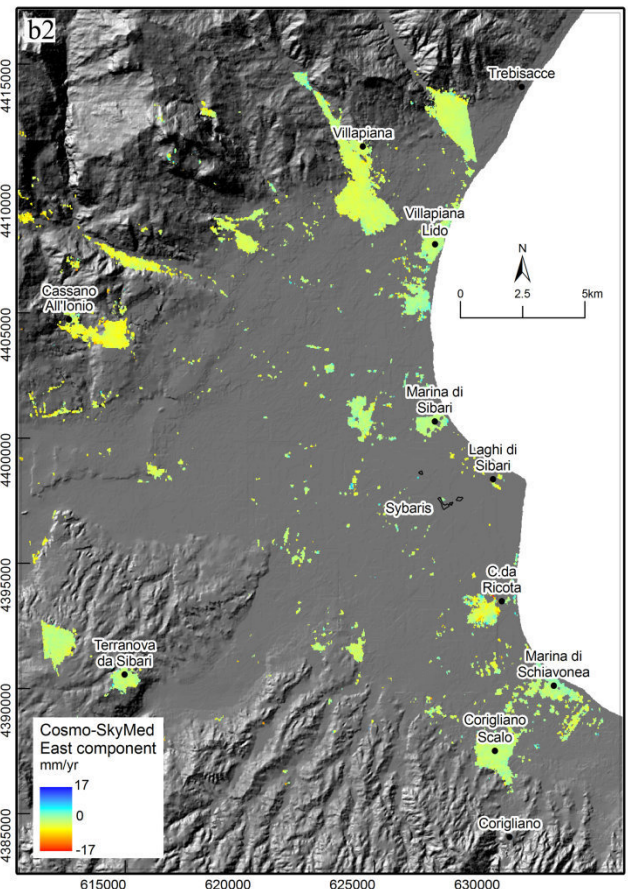 b2
4415000
4410000
4405000
4400000
4395000
4390000
4385000
Trebisacce
Villapiana
Villapiana
Lido
N
0 2.5 5km
Cassano
All'Ionio
Marina di
Sibari
Laghi di
Sibari
Sybaris
C.da
Ricota
Terranova
da Sibari
Marina di
Schiavonea
Corigliano
Scalo
Corigliano
Cosmo-SkyMed
East component
mm/yr
17
0
-17
615000 620000 625000 630000